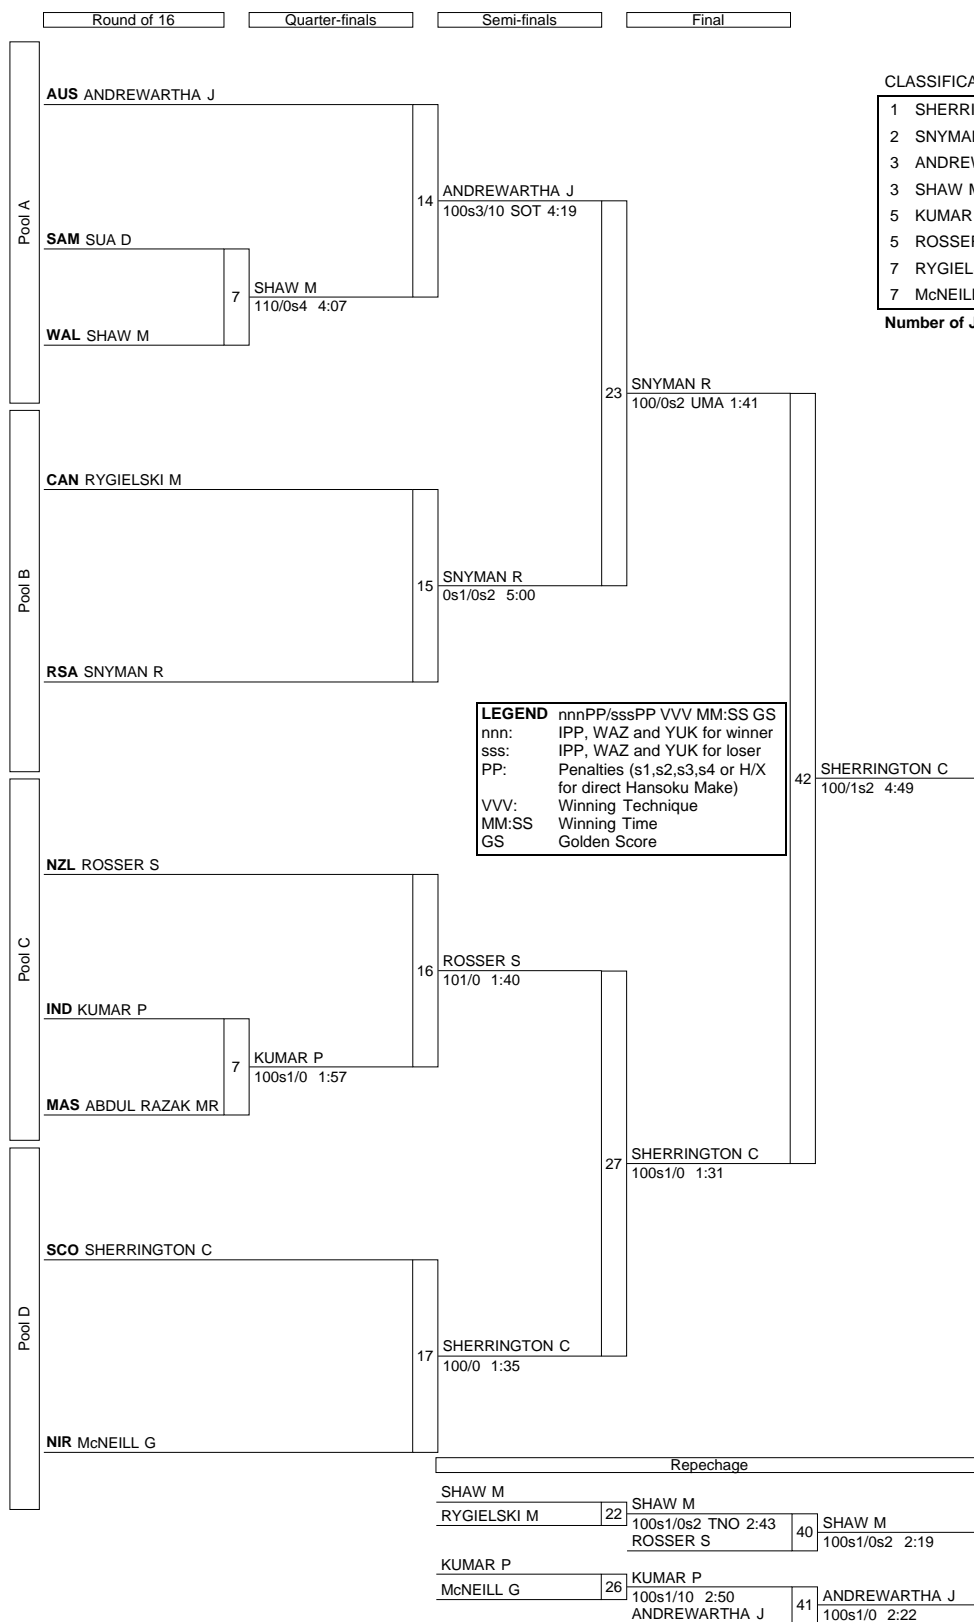 Round of 16
Quarter-finals
Semi-finals
Final
Pool A
AUS ANDREWARTHA J
SAM SUA D
WAL SHAW M
7
SHAW M
110/0s4 4:07
14
ANDREWARTHA J
100s3/10 SOT 4:19
Pool B
CAN RYGIELSKI M
RSA SNYMAN R
15
SNYMAN R
0s1/0s2 5:00
23
SNYMAN R
100/0s2 UMA 1:41
Pool C
NZL ROSSER S
IND KUMAR P
MAS ABDUL RAZAK MR
7
KUMAR P
100s1/0 1:57
16
ROSSER S
101/0 1:40
Pool D
SCO SHERRINGTON C
NIR McNEILL G
17
SHERRINGTON C
100/0 1:35
27
SHERRINGTON C
100s1/0 1:31
42
SHERRINGTON C
100/1s2 4:49
LEGEND nnnPP/sssPP VVV MM:SS GS
nnn: IPP, WAZ and YUK for winner
sss: IPP, WAZ and YUK for loser
PP: Penalties (s1,s2,s3,s4 or H/X
for direct Hansoku Make)
VVV: Winning Technique
MM:SS Winning Time
GS Golden Score
CLASSIFICA
1 SHERRI
2 SNYMA
3 ANDREW
3 SHAW M
5 KUMAR
5 ROSSER
7 RYGIEL
7 McNEILL
Number of J
Repechage
SHAW M
RYGIELSKI M
22
SHAW M
100s1/0s2 TNO 2:43
ROSSER S
40
SHAW M
100s1/0s2 2:19
KUMAR P
McNEILL G
26
KUMAR P
100s1/10 2:50
ANDREWARTHA J
41
ANDREWARTHA J
100s1/0 2:22